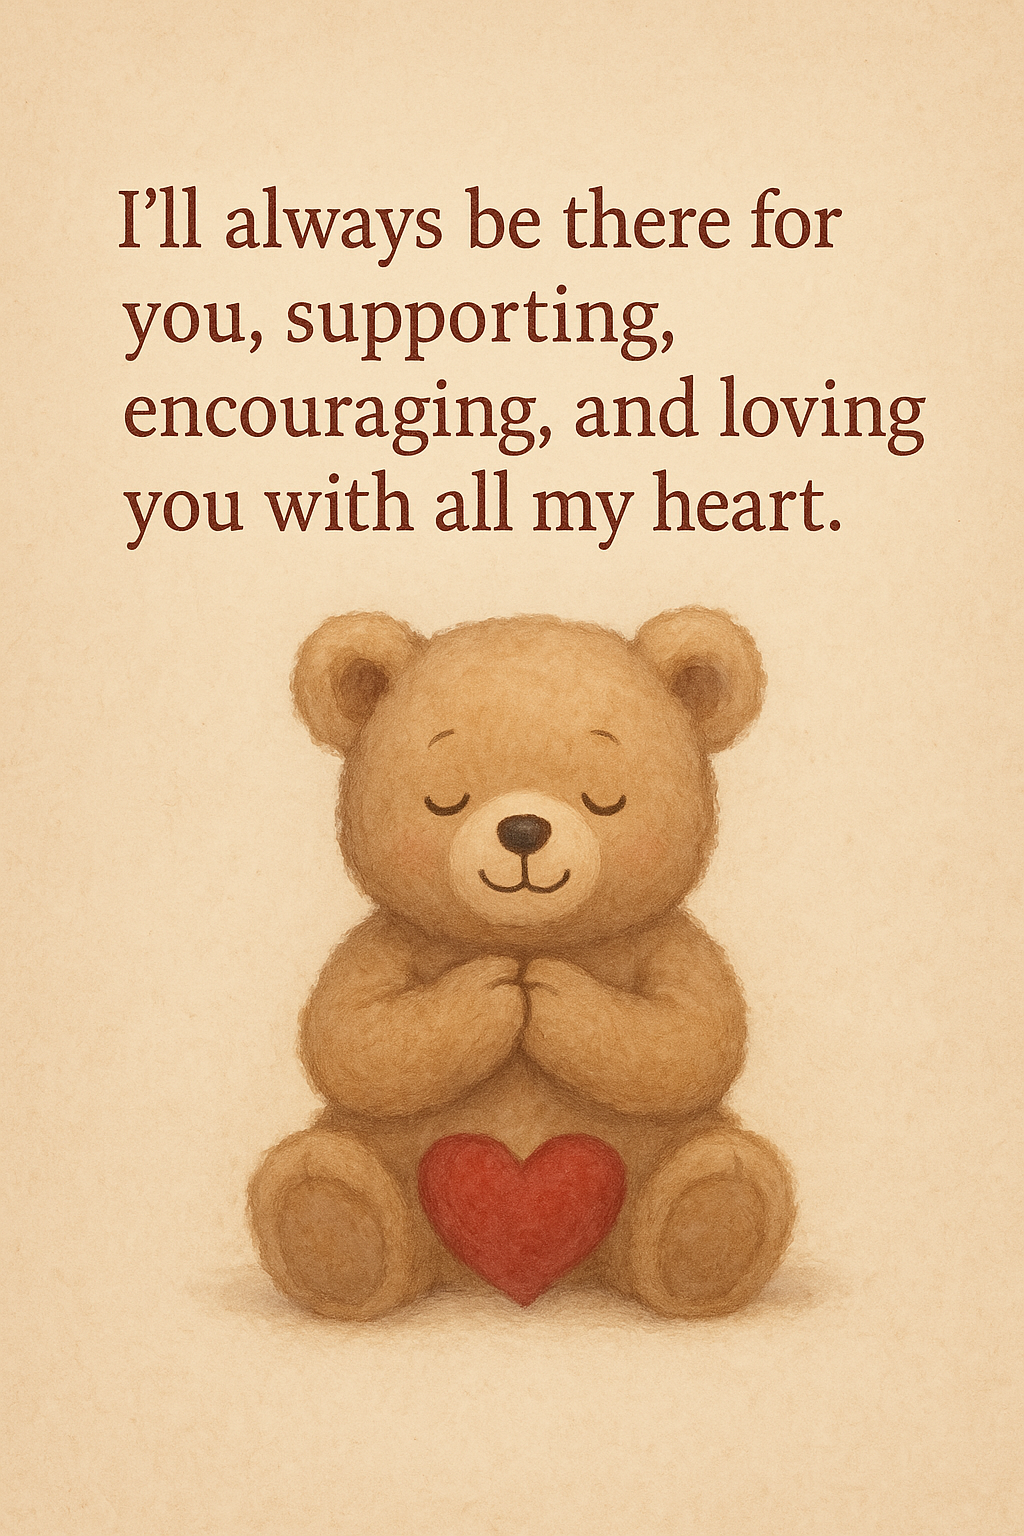 I’ll always be there for
you, supporting,
encouraging, and loving
you with all my heart.